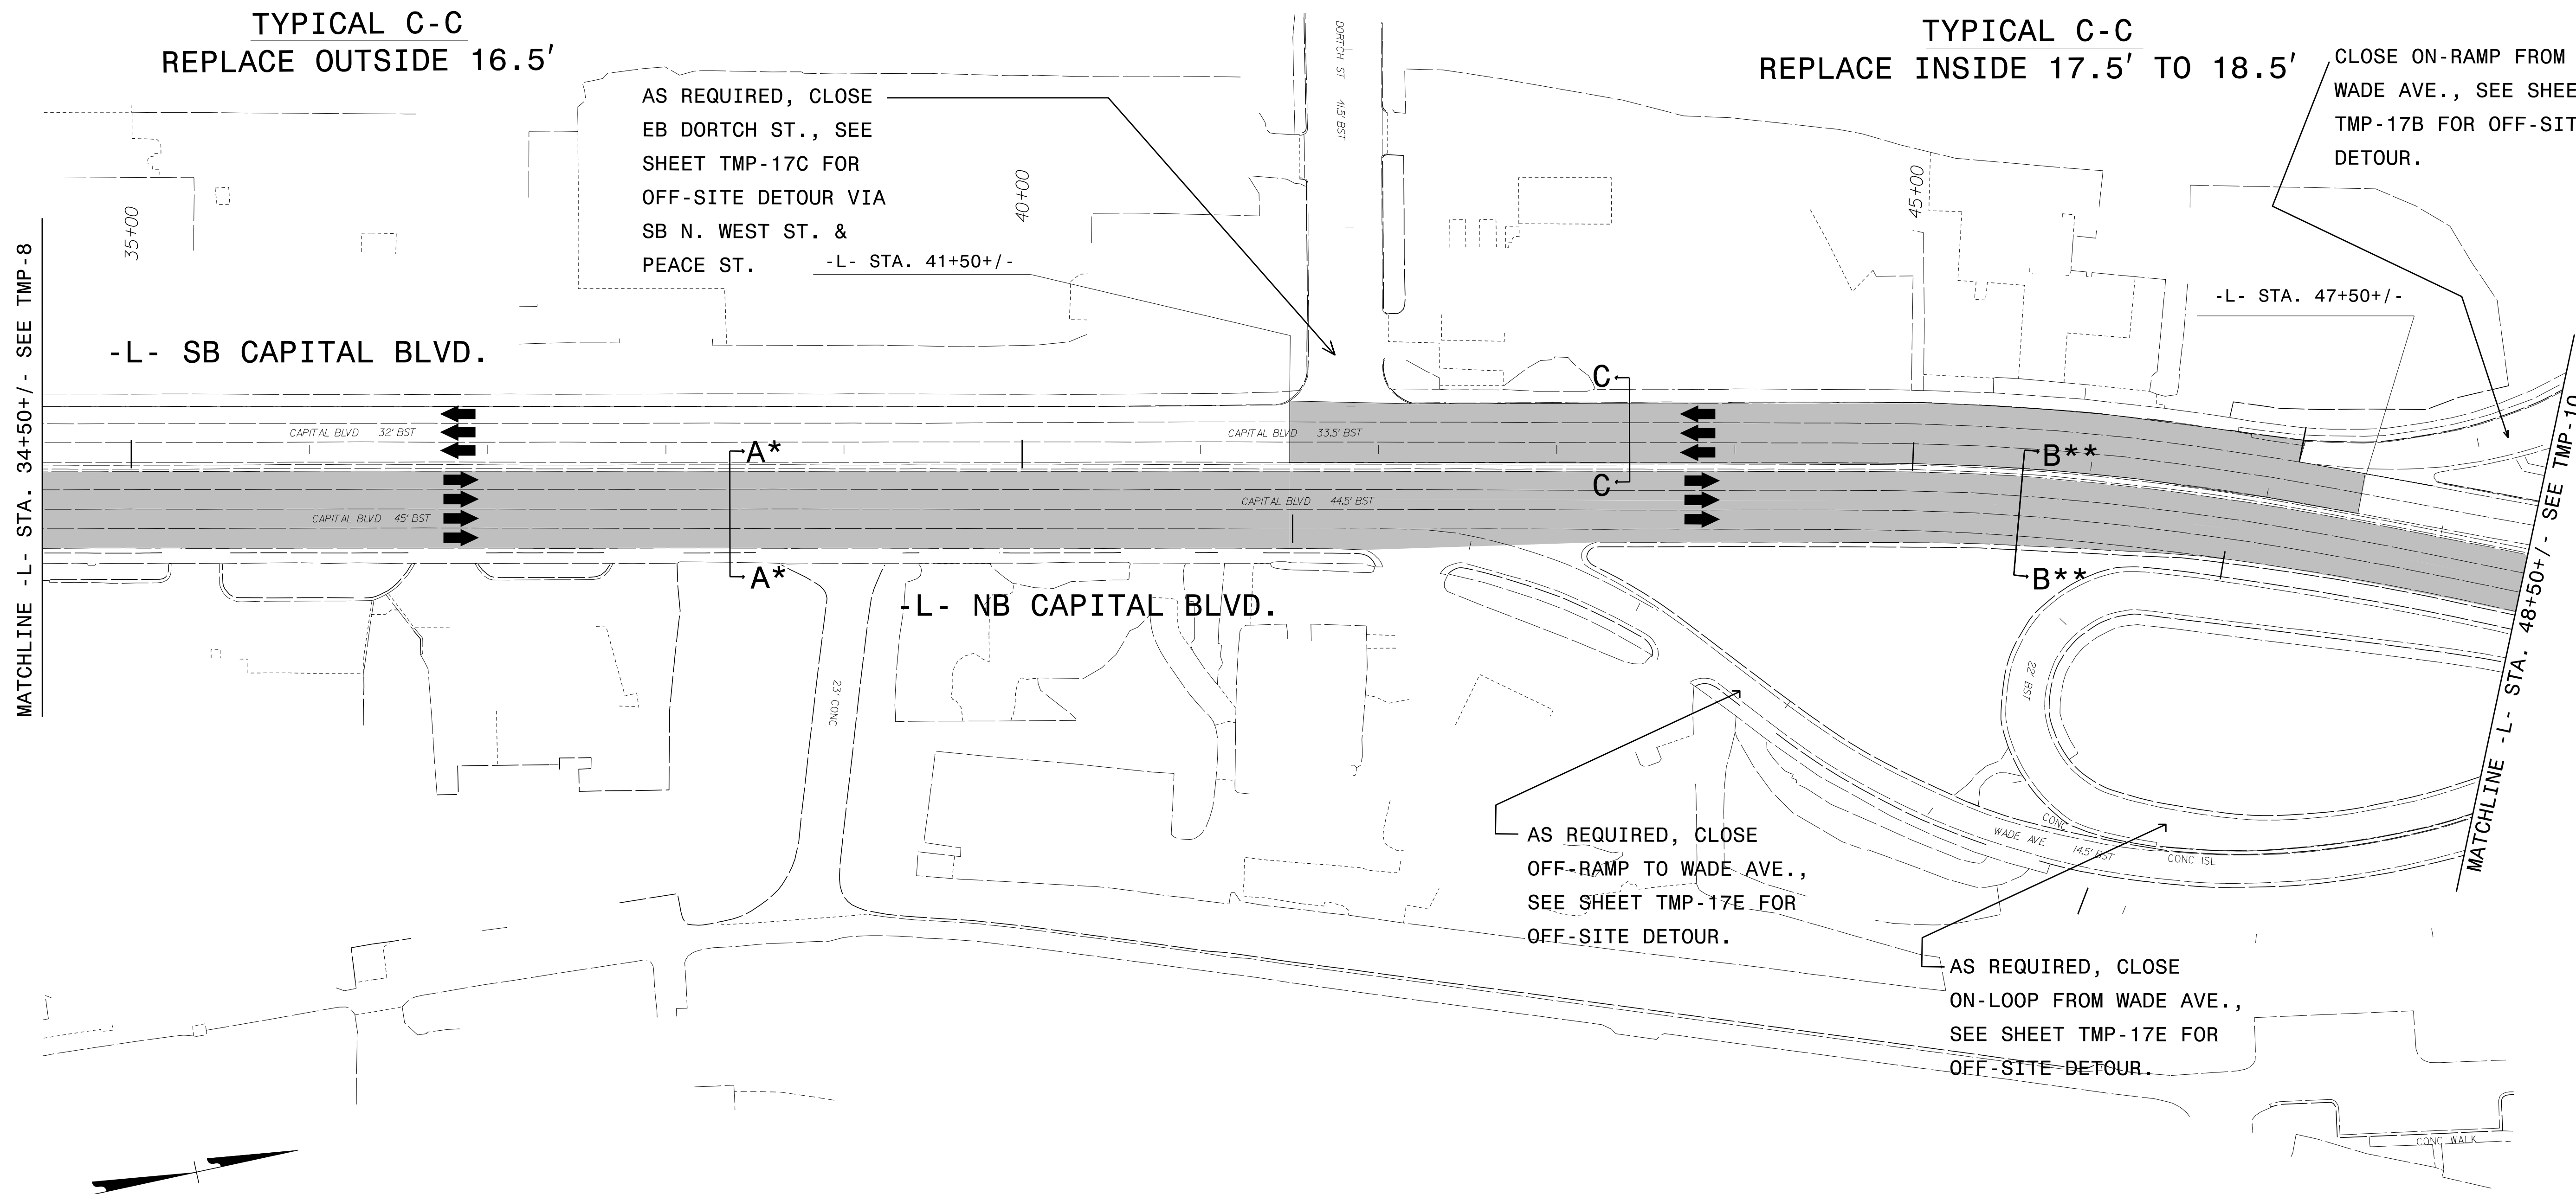 TYPICAL C-C
REPLACE OUTSIDE 16.5'
TYPICAL C-C
REPLACE INSIDE 17.5' TO 18.5'
CLOSE ON-RAMP FROM
WADE AVE., SEE SHEE
TMP-17B FOR OFF-SIT
DETOUR.
AS REQUIRED, CLOSE
EB DORTCH ST., SEE
SHEET TMP-17C FOR
OFF-SITE DETOUR VIA
SB N. WEST ST. &
PEACE ST.
-L- STA. 41+50+/-
DORTCH ST 41.5' BST
35+00
40+00
45+00
-L- STA. 47+50+/-
MATCHLINE -L- STA. 34+50+/- SEE TMP-8
-L- SB CAPITAL BLVD.
CAPITAL BLVD 32' BST
CAPITAL BLVD 33.5' BST
C
C
A*
A*
B**
B**
CAPITAL BLVD 45' BST
CAPITAL BLVD 44.5' BST
-L- NB CAPITAL BLVD.
23' CONC
22' BST
MATCHLINE -L- STA. 48+50+/- SEE TMP-10
AS REQUIRED, CLOSE
OFF-RAMP TO WADE AVE.,
SEE SHEET TMP-17E FOR
OFF-SITE DETOUR.
CONC
WADE AVE 14.5' BST
CONC ISL
AS REQUIRED, CLOSE
ON-LOOP FROM WADE AVE.,
SEE SHEET TMP-17E FOR
OFF-SITE DETOUR.
CONC WALK